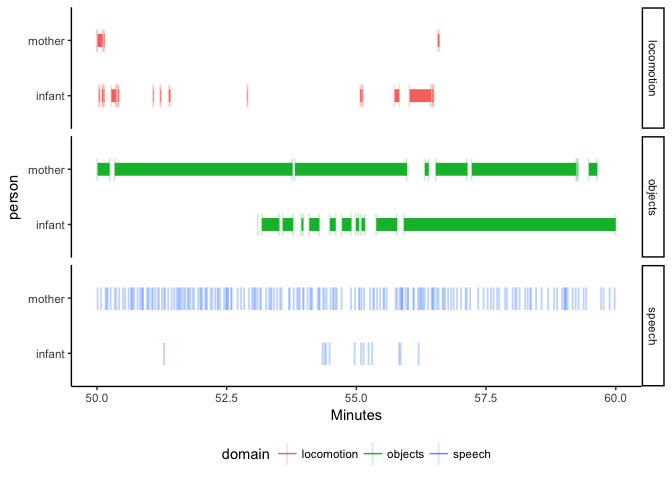 mother
infant
locomotion
mother
infant
objects
mother
infant
speech
person
50.0 52.5 55.0 57.5 60.0
Minutes
domain locomotion objects speech